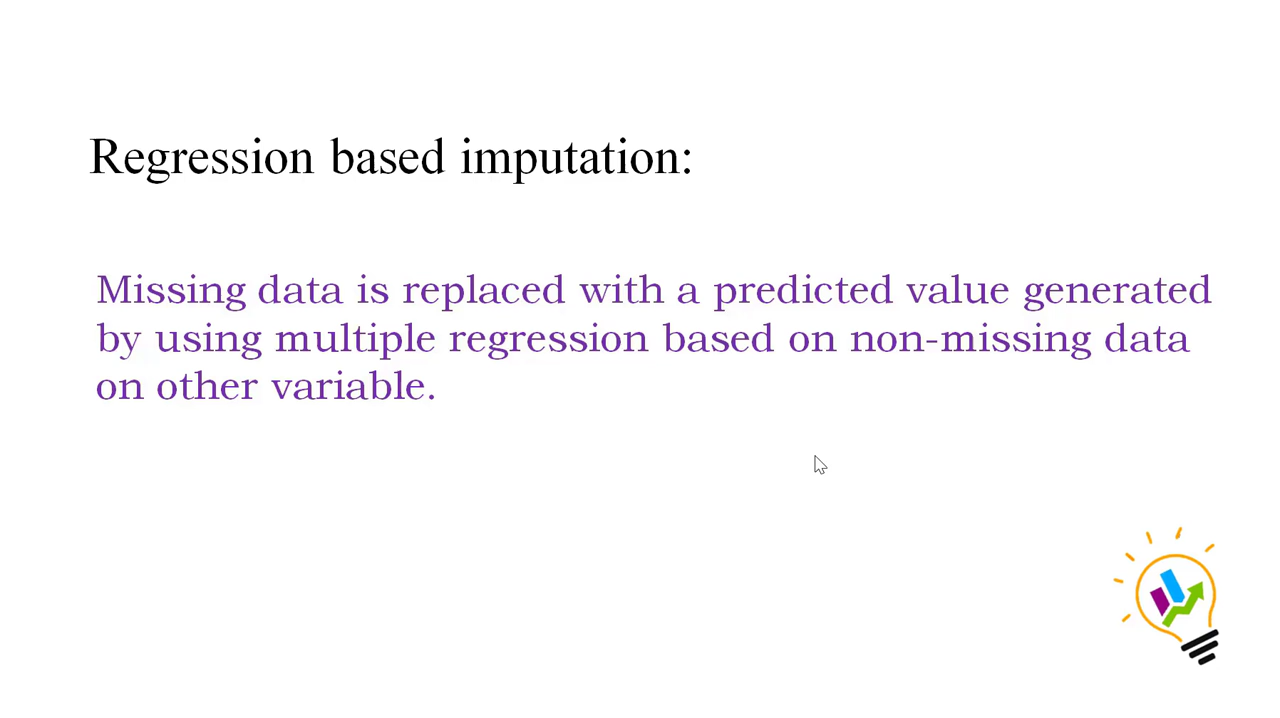 Regression based imputation:
Missing data is replaced with a predicted value generated
by using multiple regression based on non-missing data
on other variable.